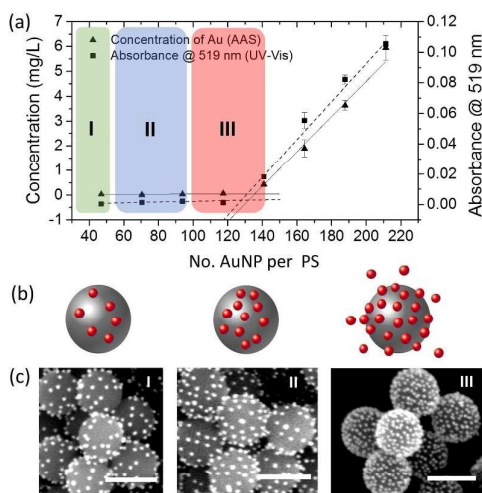 (a)
Concentration of Au (AAS)
Absorbance @ 519 nm (UV-Vis)
I
II
III
Concentration (mg/L)
7
6
5
4
3
2
1
0
-1
Absorbance @ 519 nm
0.12
0.10
0.08
0.06
0.04
0.02
0.00
40 60 80 100 120 140 160 180 200 220
No. AuNP per PS
(b)
(c)
I
II
III